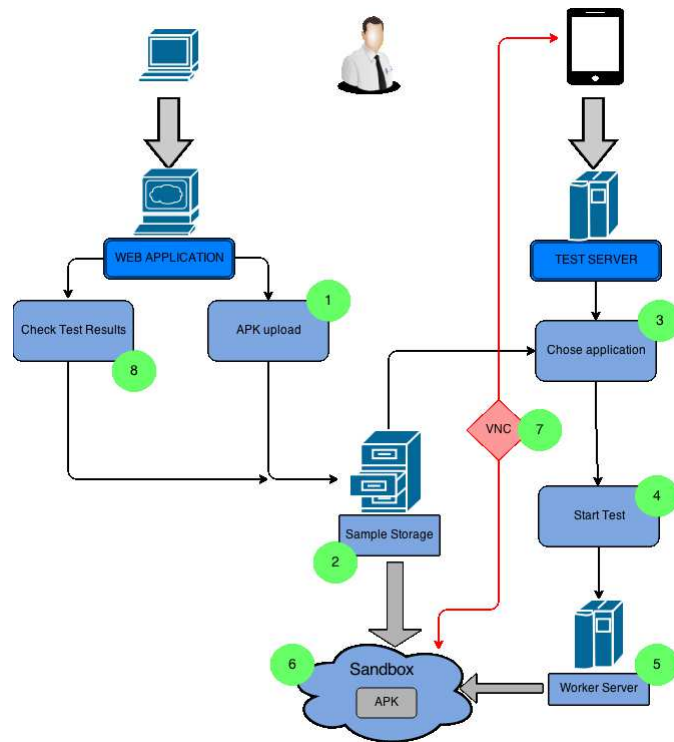 WEB APPLICATION
TEST SERVER
1
Check Test Results
APK upload
3
Chose application
8
VNC
7
4
Start Test
Sample Storage
2
6
Sandbox
5
APK
Worker Server